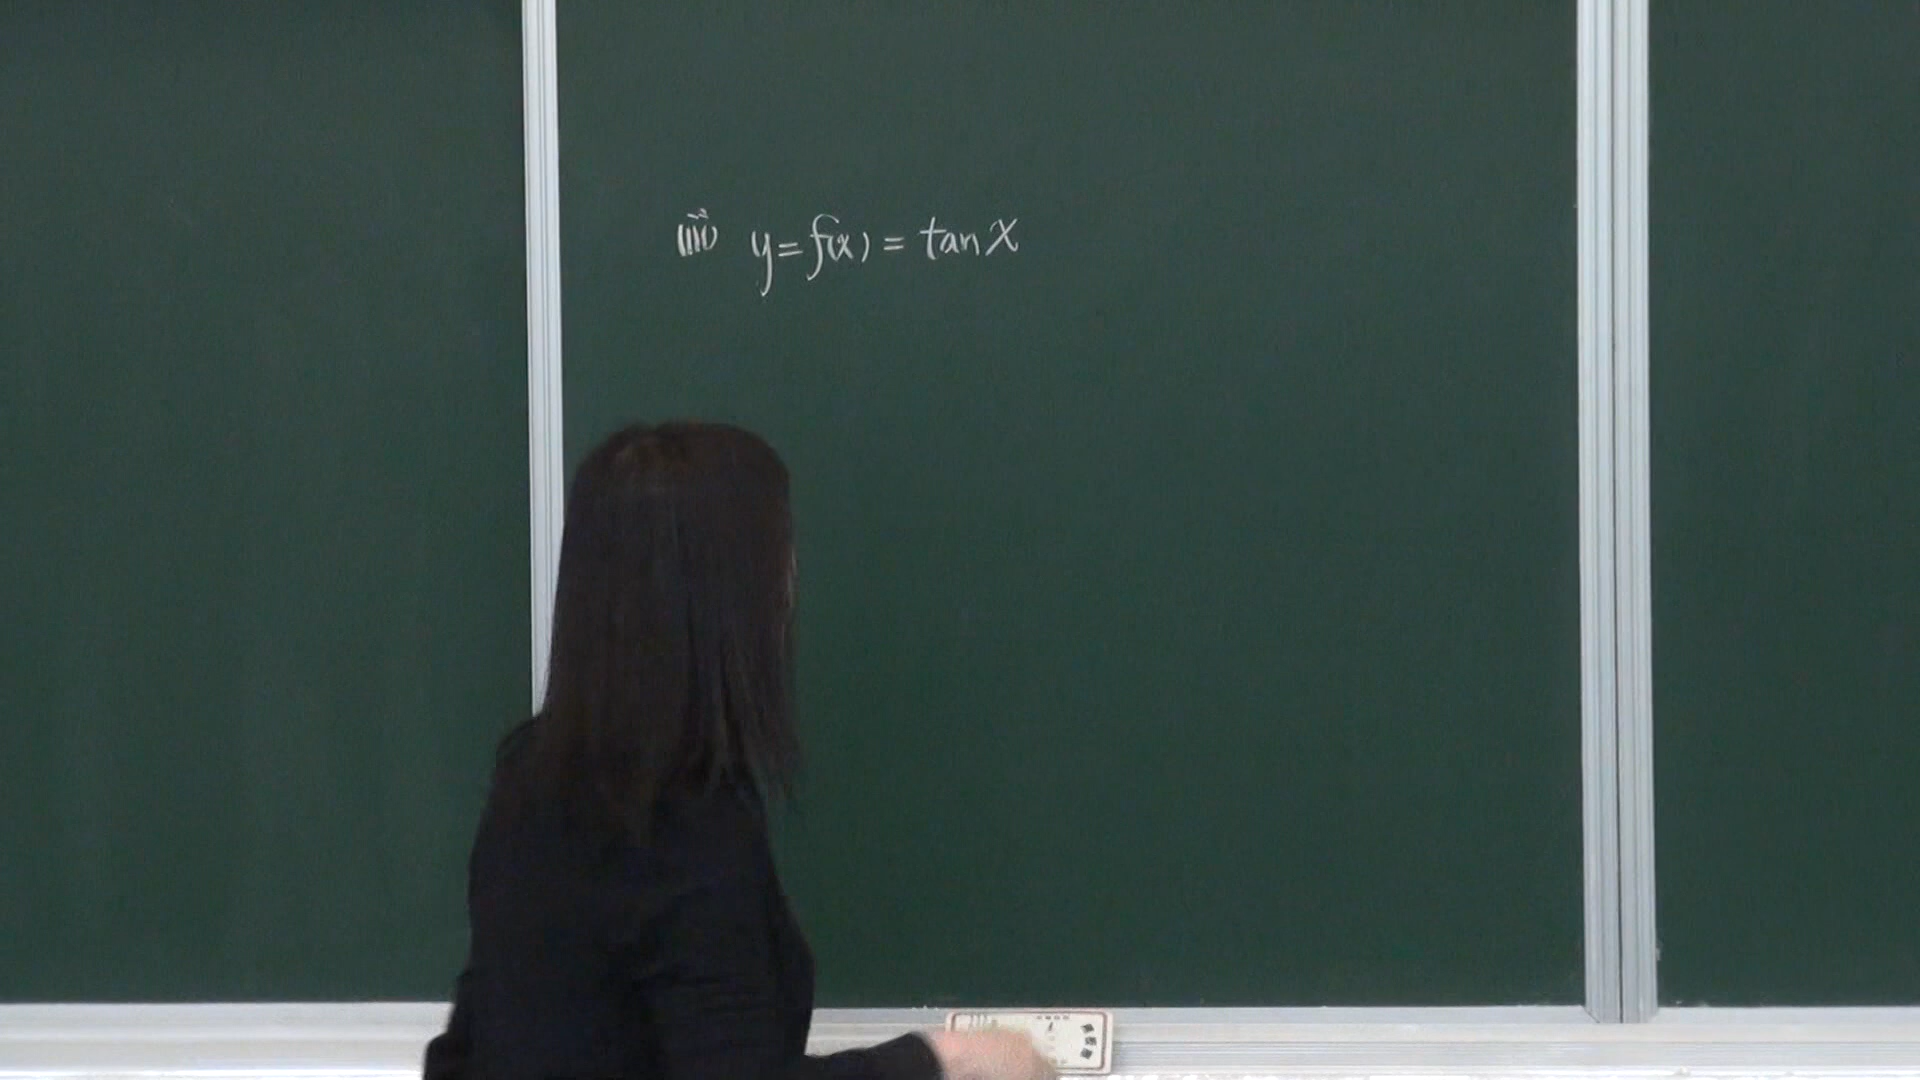 (iii) y = f(x) = tan x